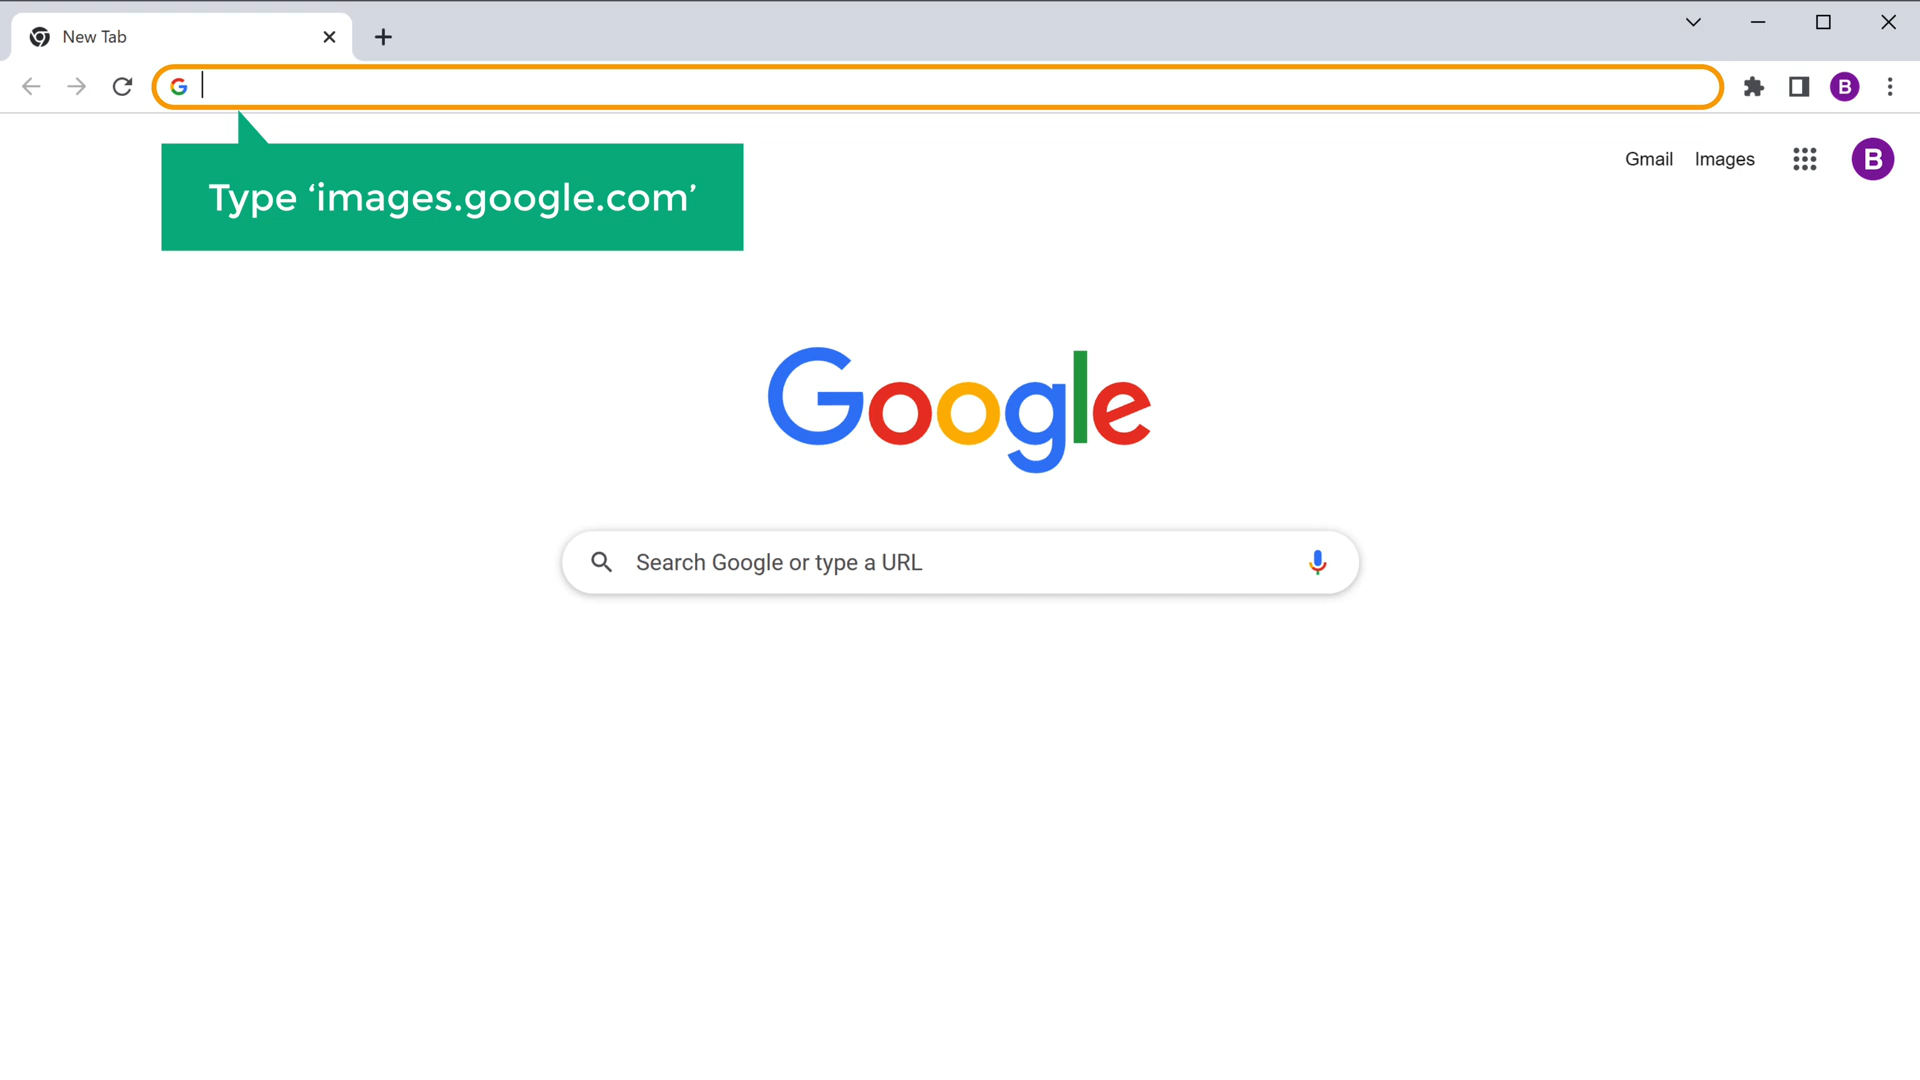 New Tab
B
Type ‘images.google.com’
Gmail Images B
Google
Search Google or type a URL